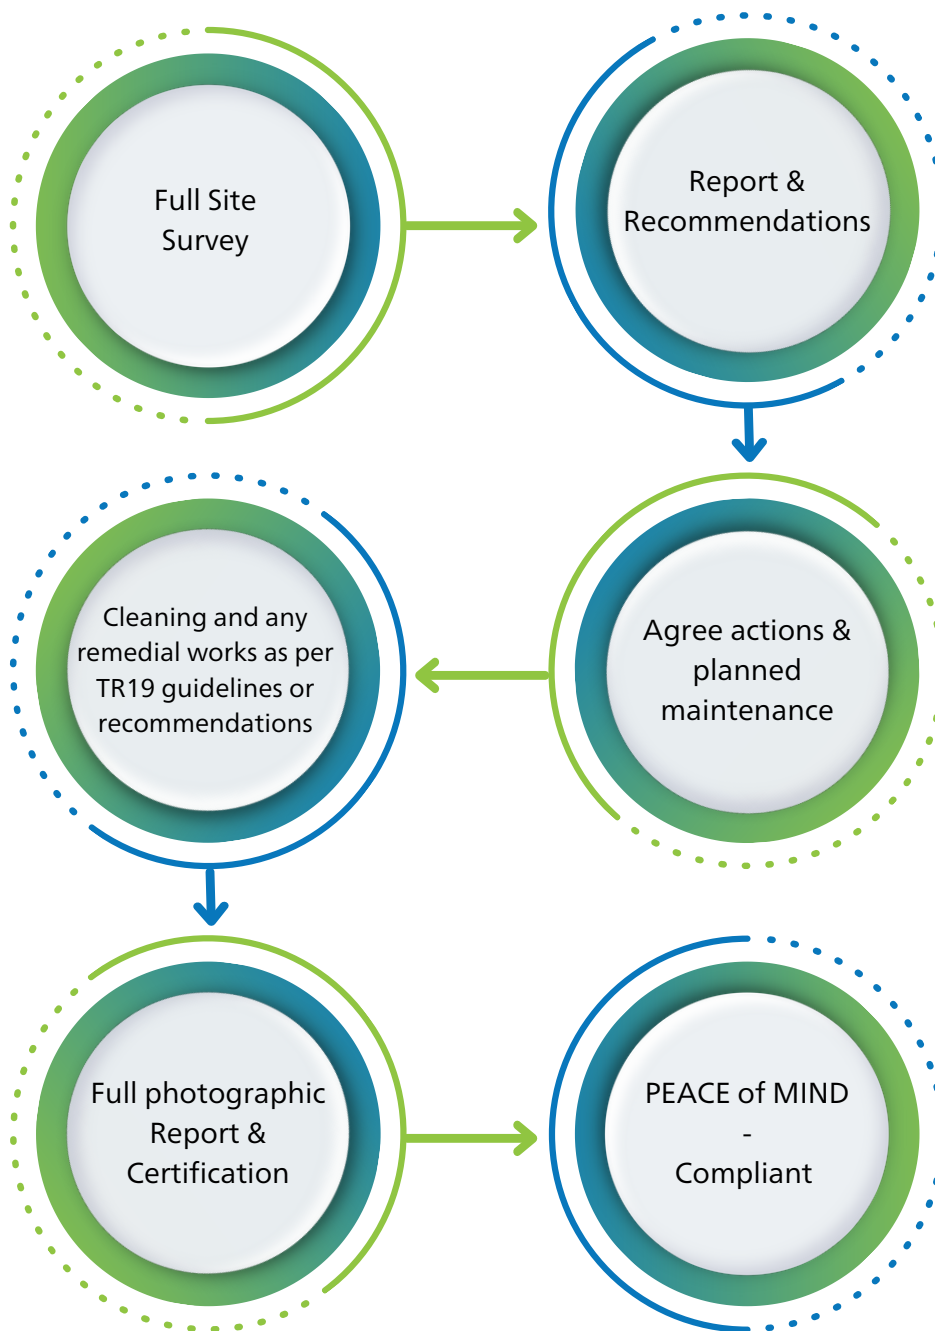 Full Site
Survey
Report &
Recommendations
Agree actions &
planned
maintenance
Cleaning and any
remedial works as per
TR19 guidelines or
recommendations
Full photographic
Report &
Certification
PEACE of MIND
-
Compliant